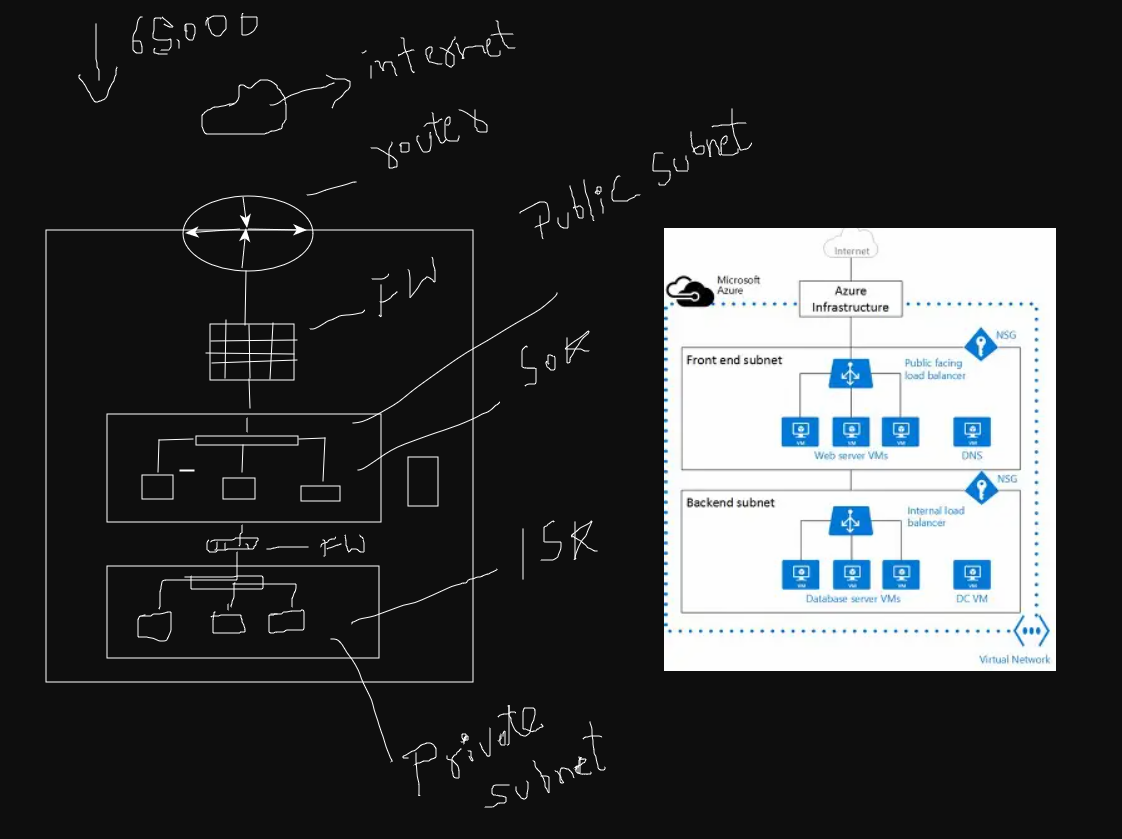 65,000
internet
router
Public Subnet
FW
50K
FW
15K
Private
subnet
Internet
Microsoft
Azure
Azure
Infrastructure
NSG
Front end subnet
Public facing
load balancer
VM
VM
VM
Web server VMs
DNS
NSG
Backend subnet
Internal load
balancer
VM
VM
VM
VM
Database server VMs
DC VM
Virtual Network